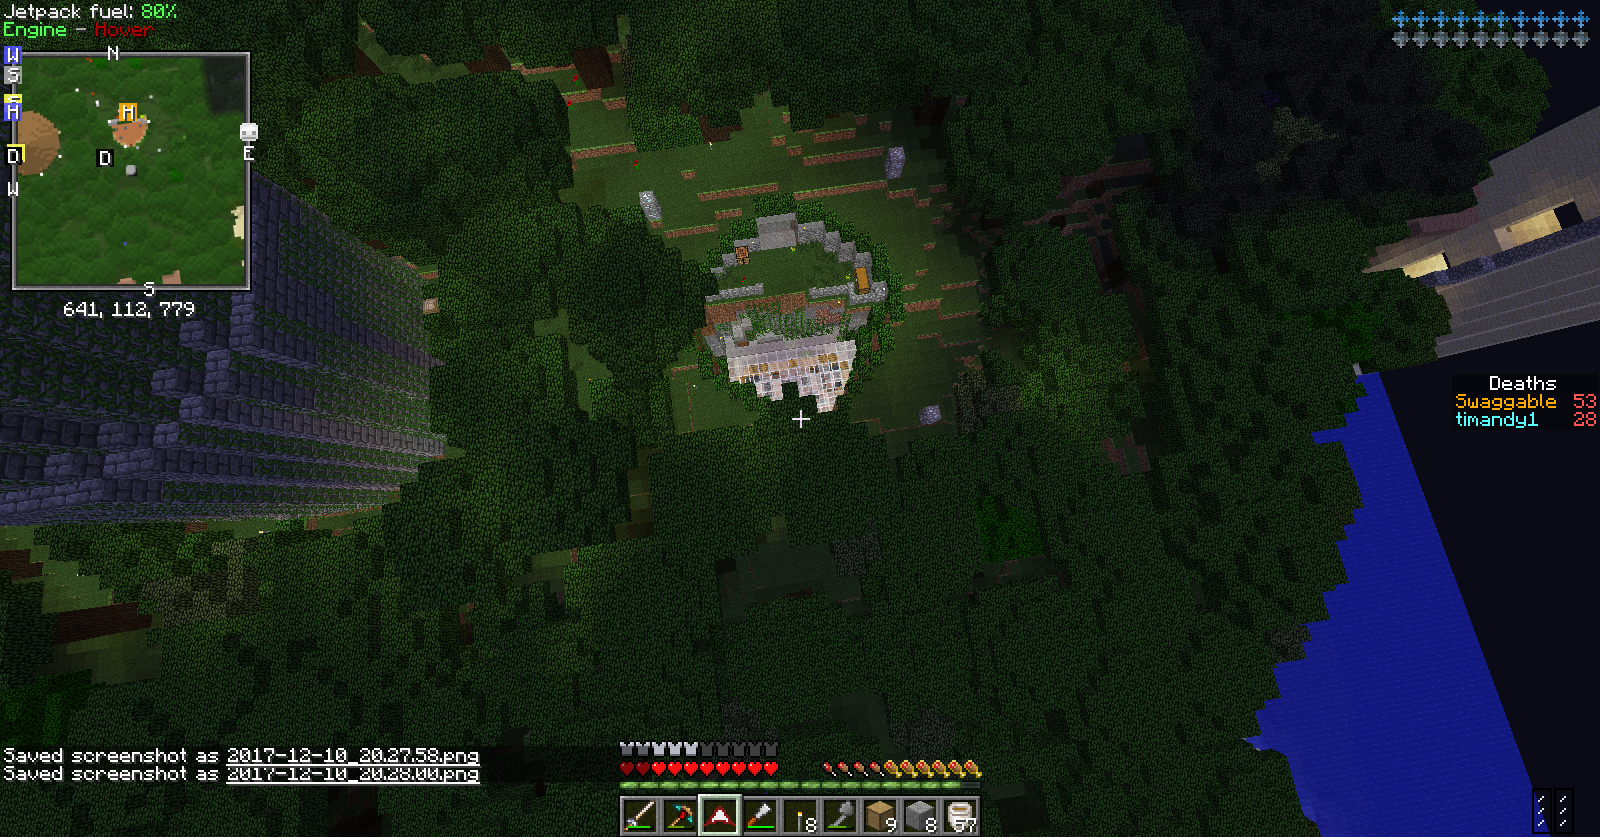 Jetpack fuel: 80%
Engine - Hover
N
W
S
H
H
D
D
E
W
S
641, 112, 779
Deaths
Swaggable 53
timandy1 28
Saved screenshot as 2017-12-10_20.27.58.png
Saved screenshot as 2017-12-10_20.28.00.png
8 9 8 57